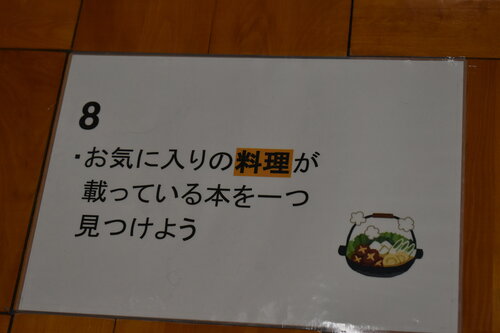 8
・お気に入りの料理が
載っている本を一つ
見つけよう